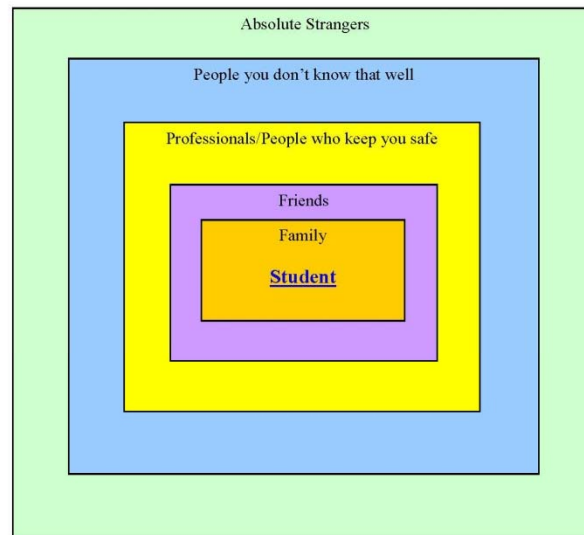 Absolute Strangers
People you don’t know that well
Professionals/People who keep you safe
Friends
Family
Student